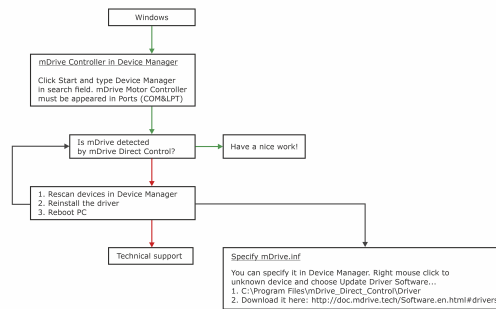 Windows
mDrive Controller in Device Manager
Click Start and type Device Manager
in search field. mDrive Motor Controller
must be appeared in Ports (COM&LPT)
Is mDrive detected
by mDrive Direct Control?
Have a nice work!
1. Rescan devices in Device Manager
2. Reinstall the driver
3. Reboot PC
Technical support
Specify mDrive.inf
You can specify it in Device Manager. Right mouse click to
unknown device and choose Update Driver Software...
1. C:\Program Files\mDrive_Direct_Control\Driver
2. Download it here: http://doc.mdrive.tech/Software.en.html#drivers